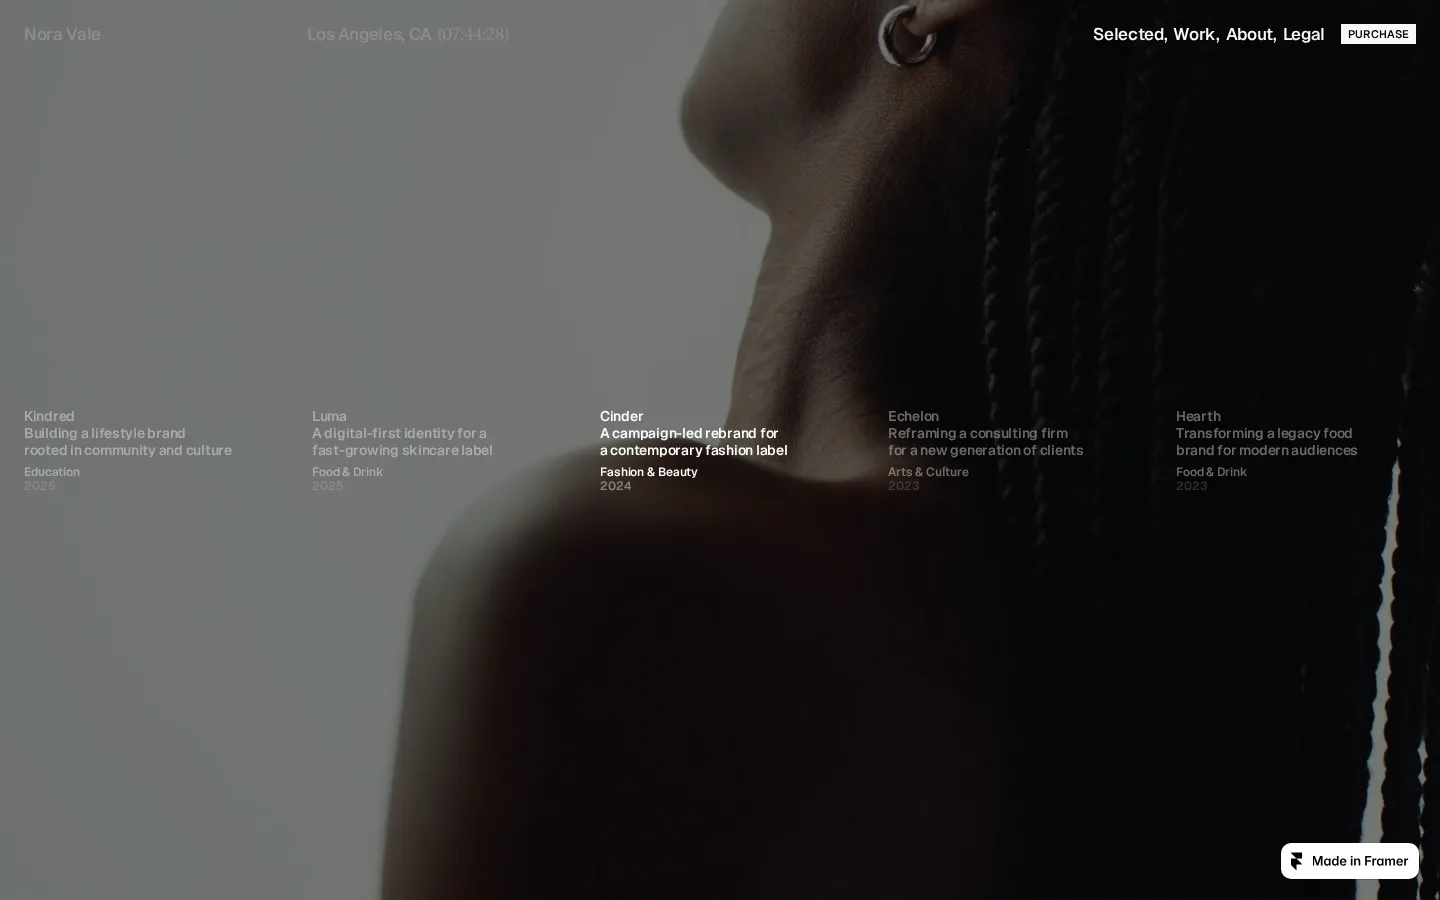 Nora Vale
Los Angeles, CA (07:44:28)
Selected, Work, About, Legal
PURCHASE
Kindred
Building a lifestyle brand
rooted in community and culture
Education
2025
Luma
A digital-first identity for a
fast-growing skincare label
Food & Drink
2025
Cinder
A campaign-led rebrand for
a contemporary fashion label
Fashion & Beauty
2024
Echelon
Reframing a consulting firm
for a new generation of clients
Arts & Culture
2023
Hearth
Transforming a legacy food
brand for modern audiences
Food & Drink
2023
Made in Framer